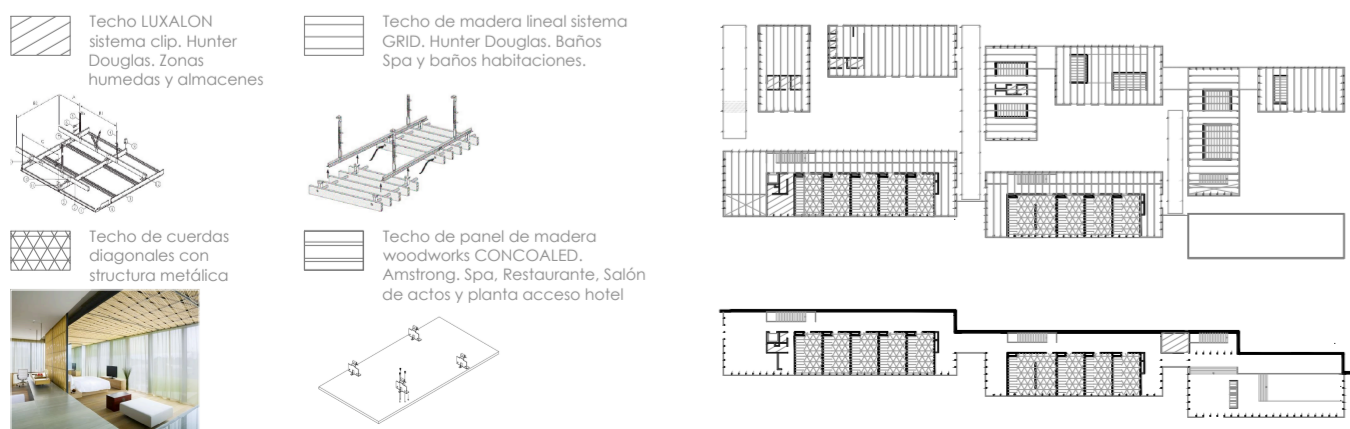 Techo LUXALON
sistema clip. Hunter
Douglas. Zonas
humedas y almacenes
Techo de madera lineal sistema
GRID. Hunter Douglas. Baños
Spa y baños habitaciones.
Techo de cuerdas
diagonales con
structura metálica
Techo de panel de madera
woodworks CONCOALED.
Amstrong. Spa, Restaurante, Salón
de actos y planta acceso hotel